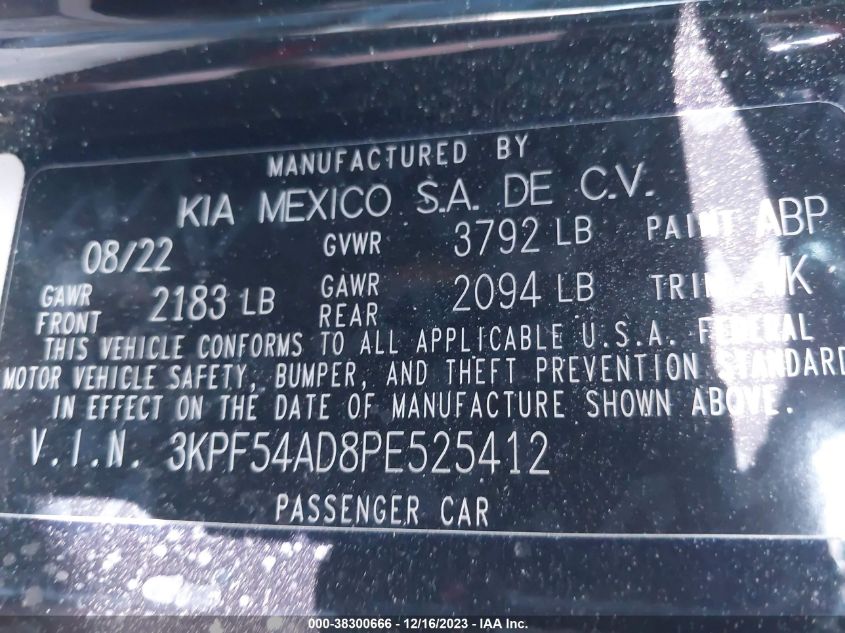 MANUFACTURED BY
KIA MEXICO S.A. DE C.V.
08/22 GVWR 3792 LB PAINT ABP
GAWR FRONT 2183 LB GAWR REAR 2094 LB TRIM WK
THIS VEHICLE CONFORMS TO ALL APPLICABLE U.S.A. FEDERAL
MOTOR VEHICLE SAFETY, BUMPER, AND THEFT PREVENTION STANDARD
IN EFFECT ON THE DATE OF MANUFACTURE SHOWN ABOVE.
V.I.N. 3KPF54AD8PE525412
PASSENGER CAR
000-38300666 - 12/16/2023 - IAA Inc.